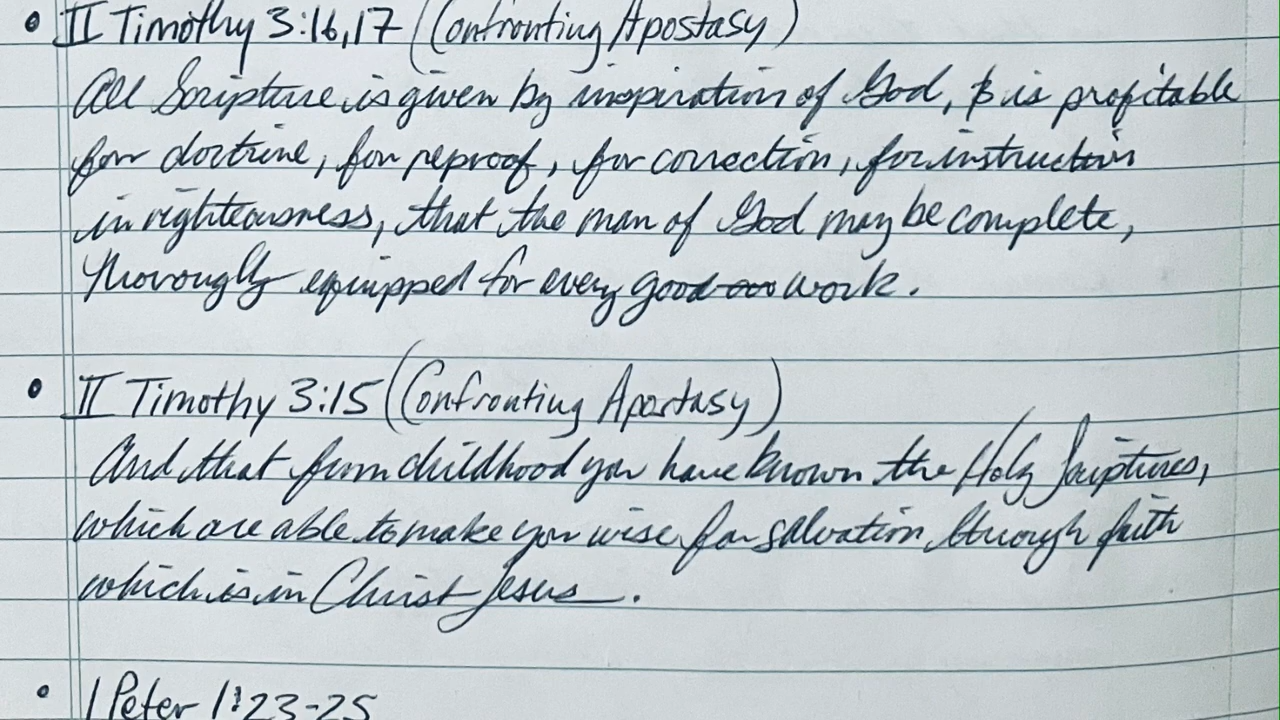 • II Timothy 3:16,17 (Confronting Apostasy)
All Scripture is given by inspiration of God, & is profitable
for doctrine, for reproof, for correction, for instruction
in righteousness, that the man of God may be complete,
thoroughly equipped for every good work.
• II Timothy 3:15 (Confronting Apostasy)
And that from childhood you have known the Holy Scriptures,
which are able to make you wise for salvation through faith
which is in Christ Jesus.
• 1 Peter 1:23-25